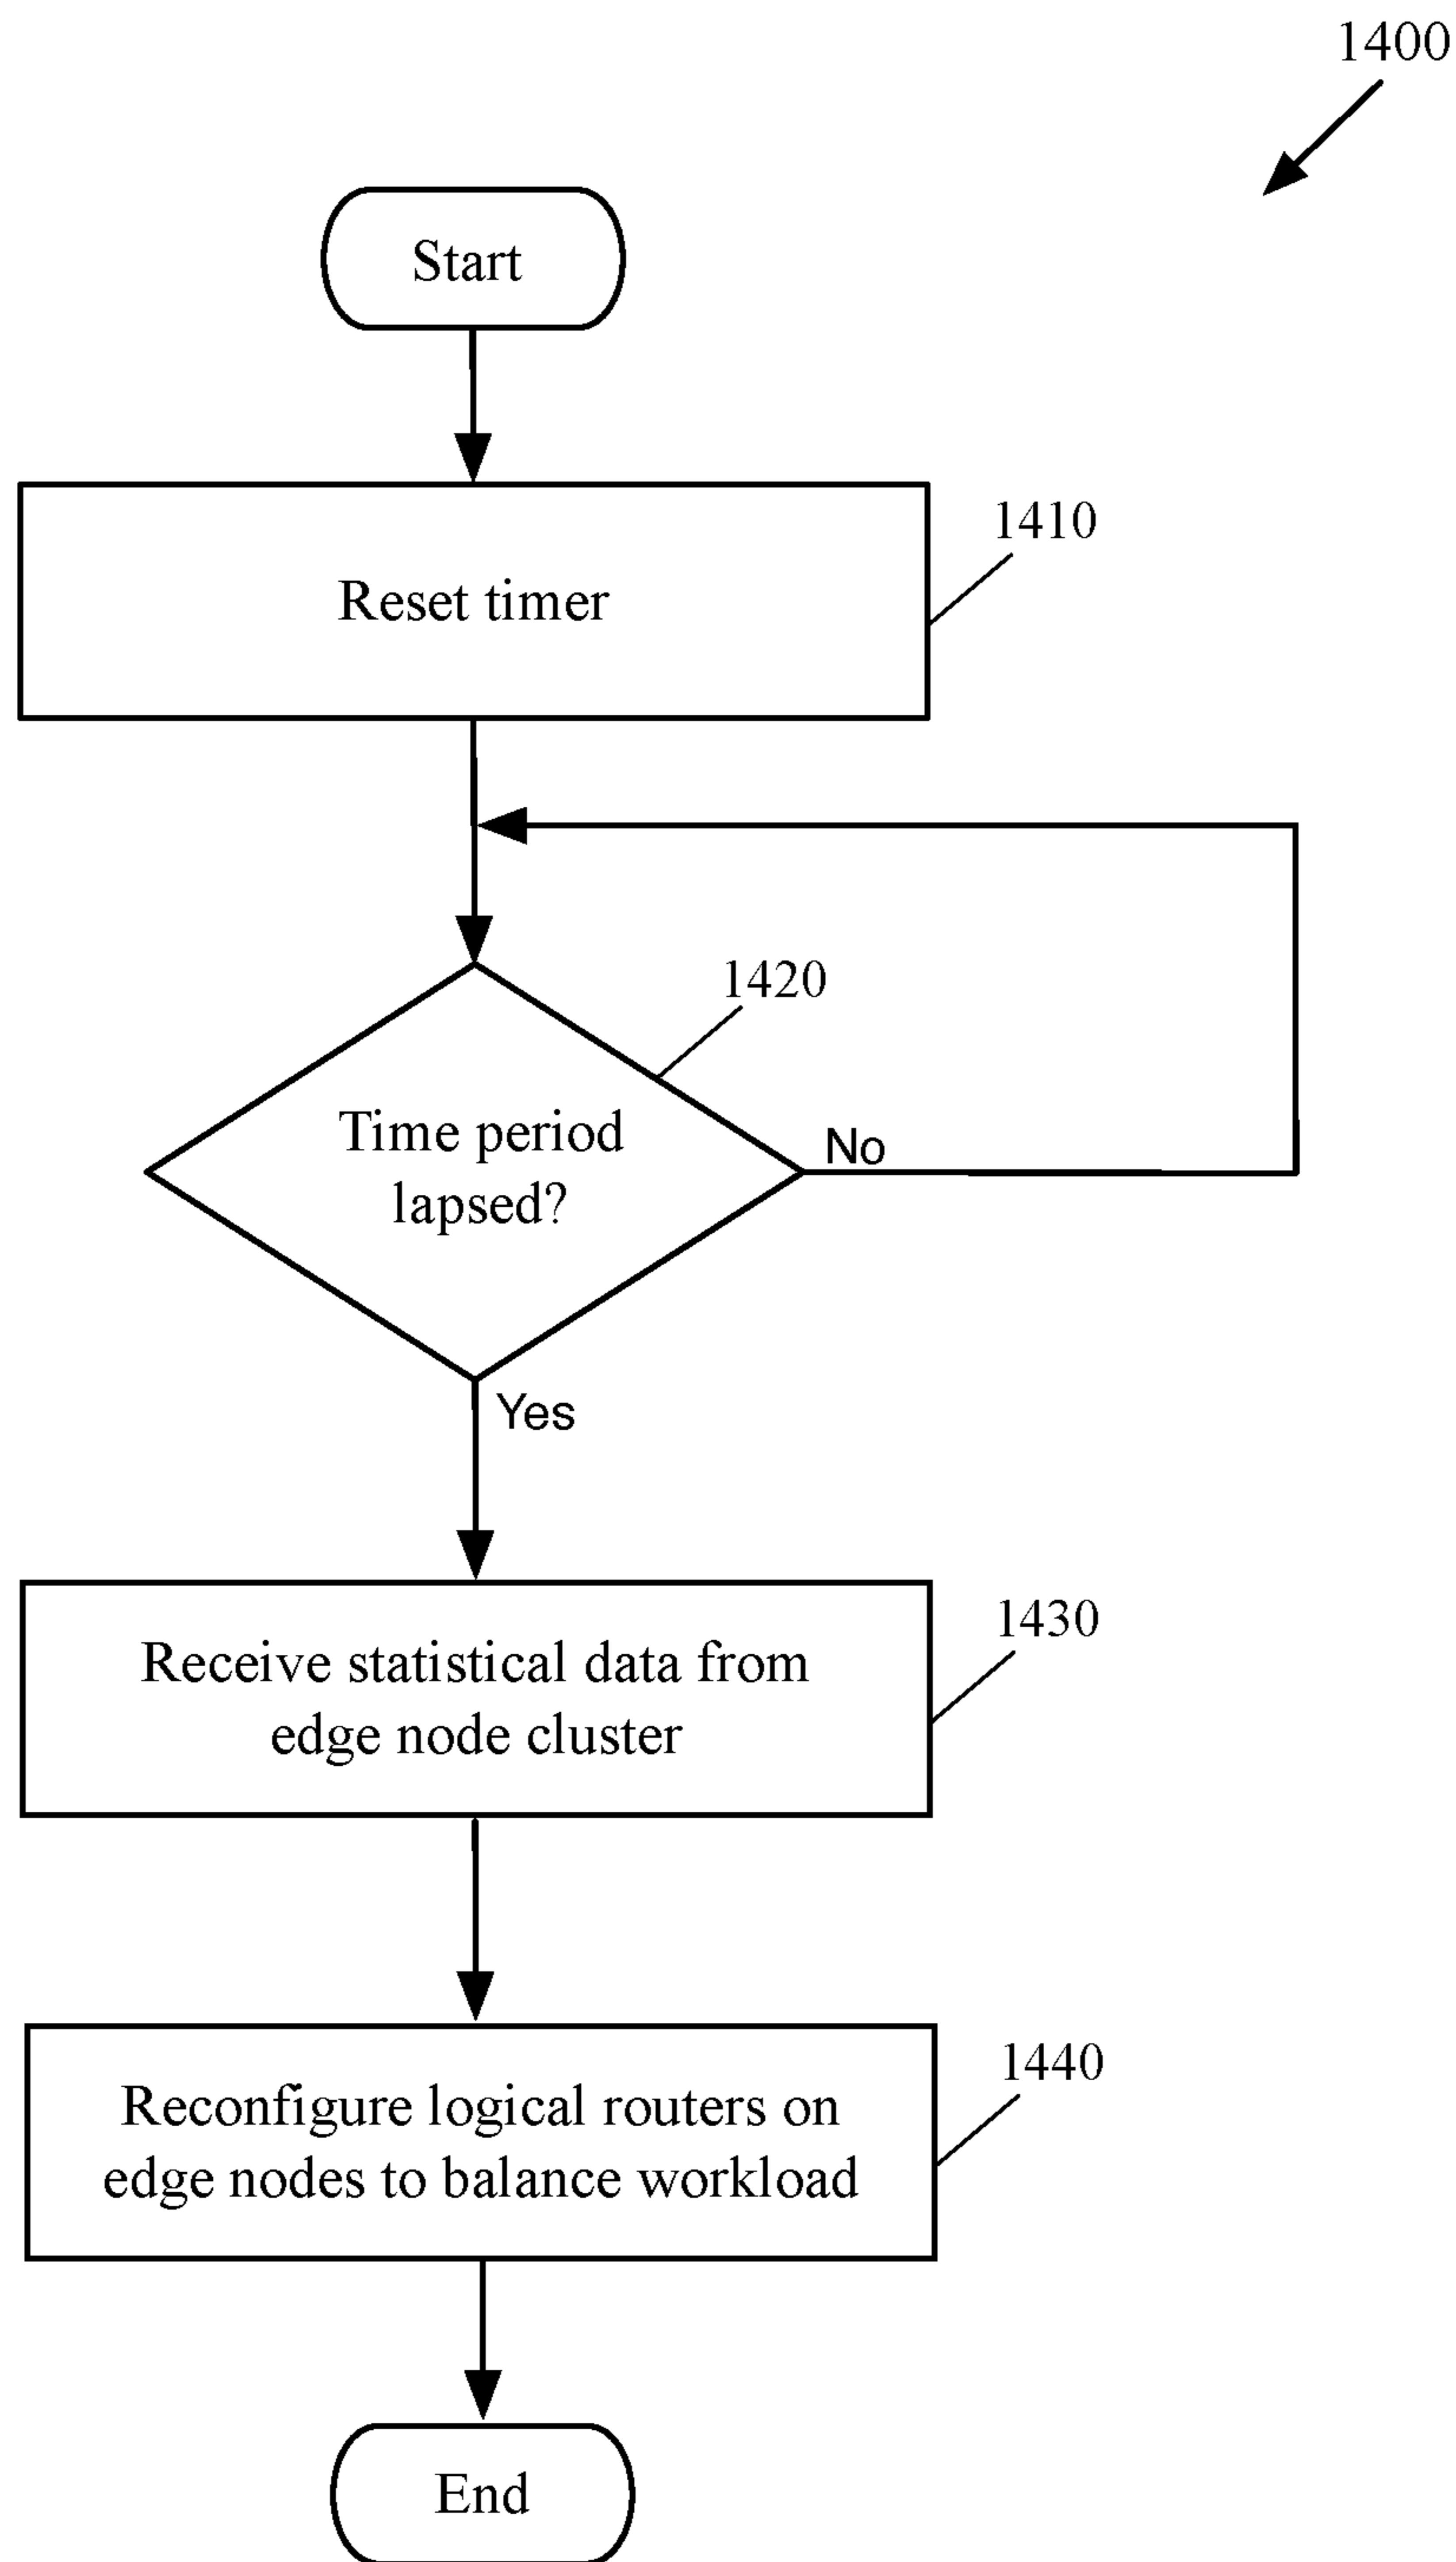 1400
Start
1410
Reset timer
1420
Time period
lapsed?
No
Yes
1430
Receive statistical data from
edge node cluster
1440
Reconfigure logical routers on
edge nodes to balance workload
End